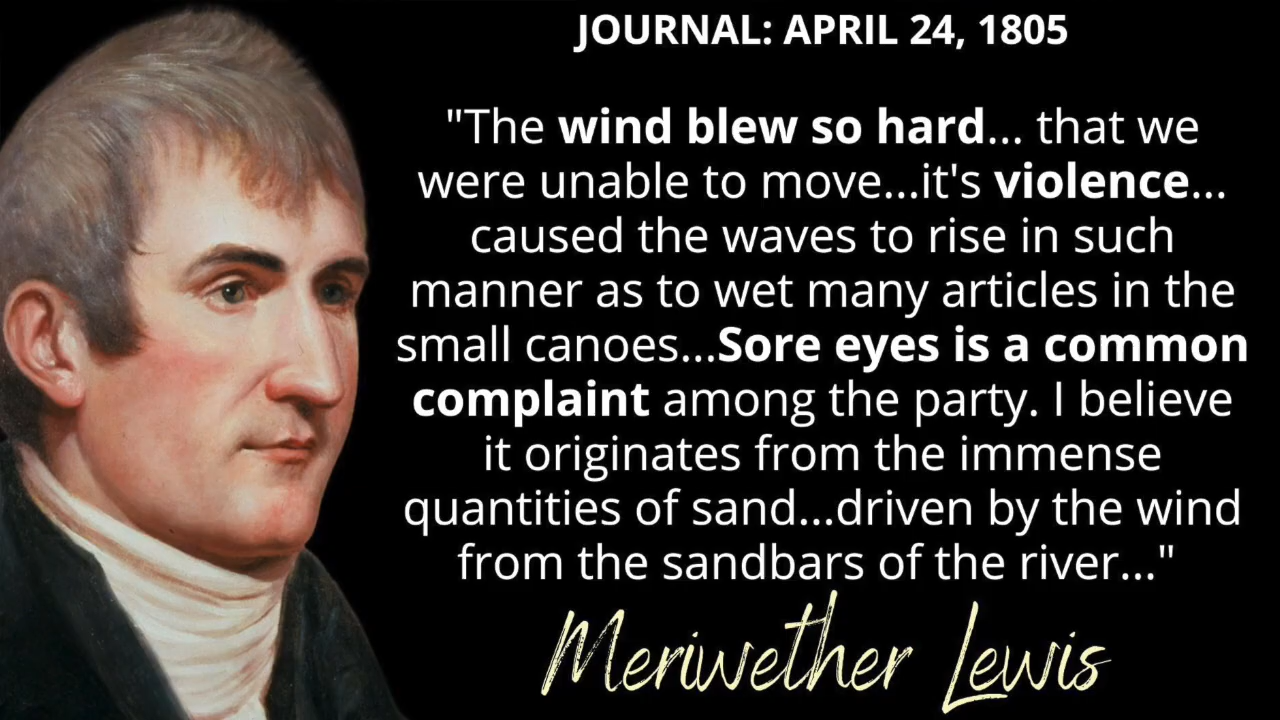 JOURNAL: APRIL 24, 1805
"The wind blew so hard... that we
were unable to move...it's violence...
caused the waves to rise in such
manner as to wet many articles in the
small canoes...Sore eyes is a common
complaint among the party. I believe
it originates from the immense
quantities of sand...driven by the wind
from the sandbars of the river..."
Meriwether Lewis